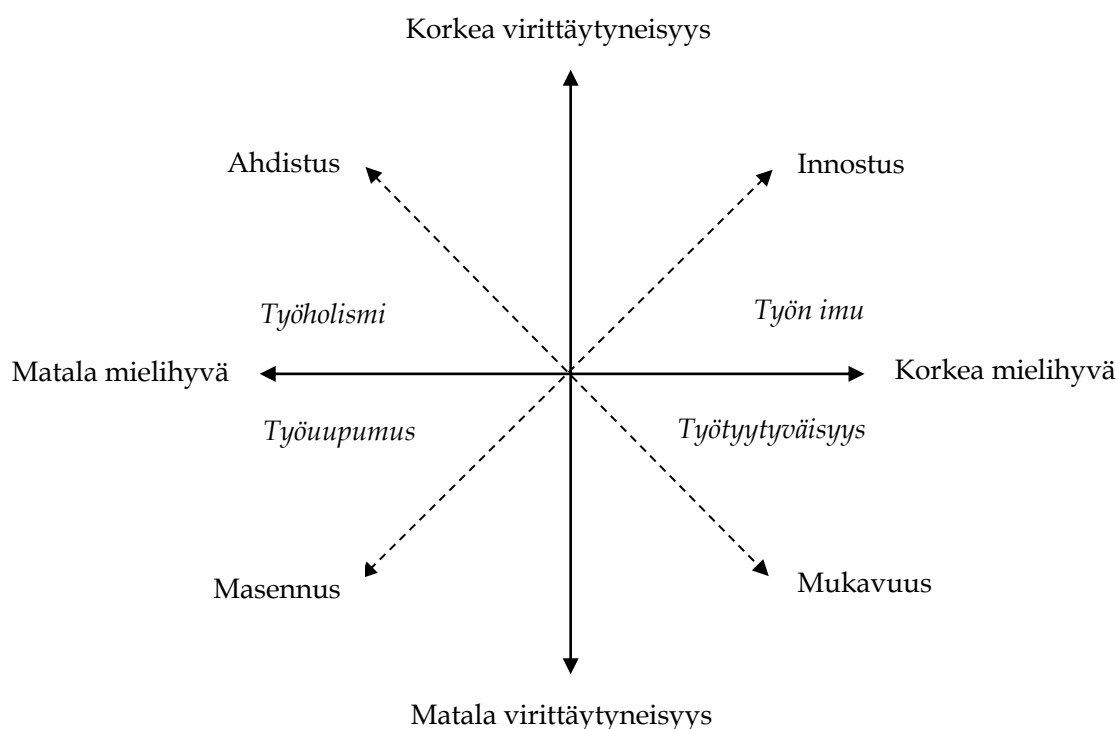 Korkea virittäytyneisyys
Ahdistus
Innostus
Työholismi
Työn imu
Matala mielihyvä
Korkea mielihyvä
Työuupumus
Työtyytyväisyys
Masennus
Mukavuus
Matala virittäytyneisyys